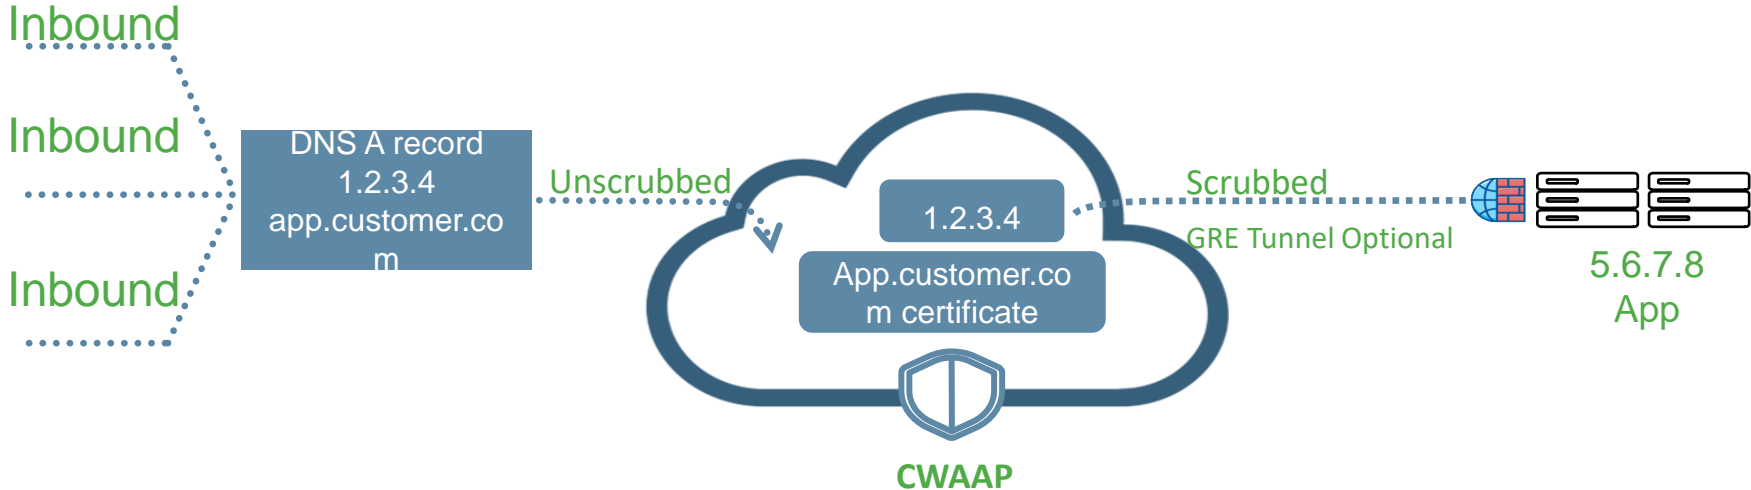 Inbound
Inbound
Inbound
DNS A record
1.2.3.4
app.customer.co
m
Unscrubbed
1.2.3.4
App.customer.co
m certificate
CWAAP
Scrubbed
GRE Tunnel Optional
5.6.7.8
App